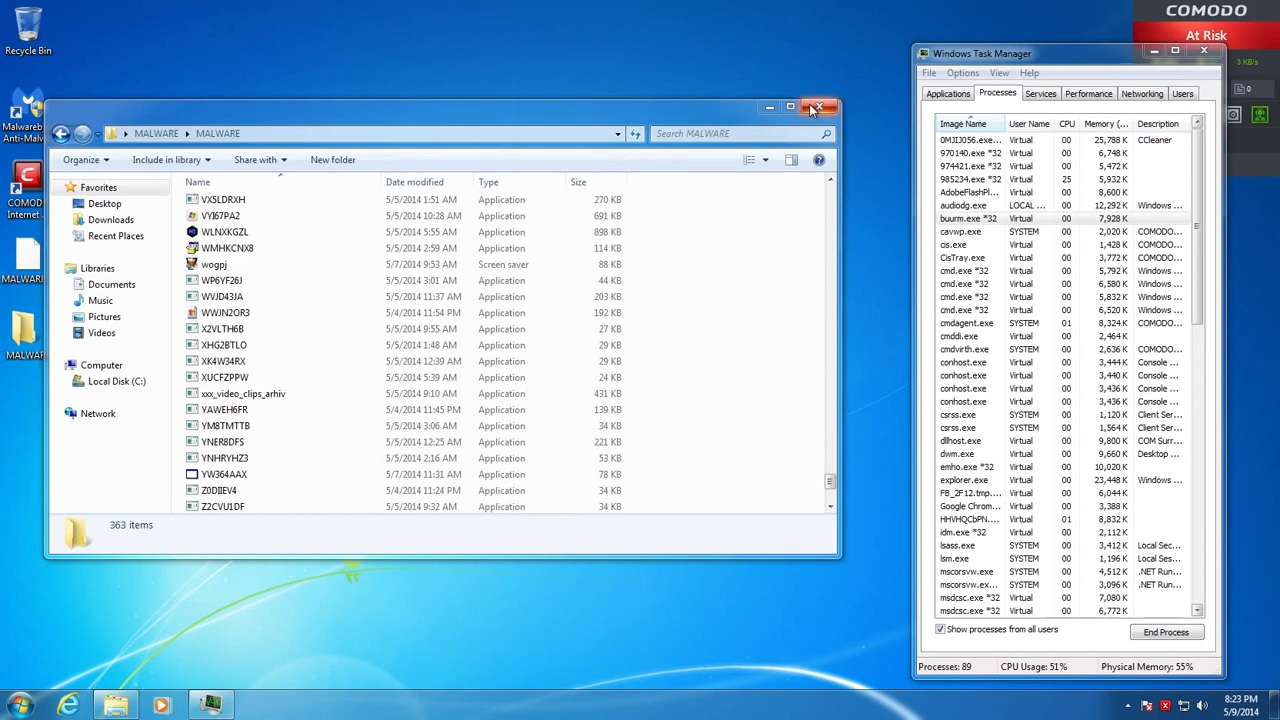 COMODO
At Risk
3 KB/s
0
Recycle Bin
Malwareb
Anti-Malv
COMOD
Internet
MALWARE
MALWARE
MALWARE MALWARE
Search MALWARE
Organize Include in library Share with New folder
Favorites
Desktop
Downloads
Recent Places
Libraries
Documents
Music
Pictures
Videos
Computer
Local Disk (C:)
Network
Name Date modified Type Size
VX5LDRXH 5/5/2014 1:51 AM Application 270 KB
VYI67PA2 5/5/2014 10:28 AM Application 691 KB
WLNXKGZL 5/5/2014 5:55 AM Application 898 KB
WMHKCNX8 5/5/2014 2:59 AM Application 114 KB
wogpj 5/7/2014 9:53 AM Screen saver 88 KB
WP6YF26J 5/5/2014 3:01 AM Application 44 KB
WVJD43JA 5/5/2014 11:37 AM Application 203 KB
WWJN2OR3 5/4/2014 11:54 PM Application 192 KB
X2VLTH6B 5/5/2014 9:55 AM Application 27 KB
XHG2BTLO 5/5/2014 1:48 AM Application 29 KB
XK4W34RX 5/5/2014 12:39 AM Application 29 KB
XUCFZPPW 5/5/2014 5:39 AM Application 24 KB
xxx_video_clips_arhiv 5/5/2014 9:10 AM Application 431 KB
YAWEH6FR 5/4/2014 11:45 PM Application 139 KB
YM8TMTTB 5/5/2014 3:06 AM Application 34 KB
YNER8DFS 5/5/2014 12:25 AM Application 221 KB
YNHRYHZ3 5/5/2014 2:16 AM Application 53 KB
YW364AAX 5/7/2014 11:31 AM Application 78 KB
Z0DIIEV4 5/4/2014 11:24 PM Application 34 KB
Z2CVU1DF 5/5/2014 9:32 AM Application 34 KB
363 items
Windows Task Manager
File Options View Help
Applications Processes Services Performance Networking Users
Image Name User Name CPU Memory (... Description
0MJIJ056.exe... Virtual 00 25,788 K CCleaner
970140.exe *32 Virtual 00 6,748 K
974421.exe *32 Virtual 00 5,472 K
985234.exe *32 Virtual 25 5,932 K
AdobeFlashPl... Virtual 00 8,600 K
audiodg.exe LOCAL ... 00 12,292 K Windows ...
buurm.exe *32 Virtual 00 7,928 K
cavwp.exe SYSTEM 00 2,020 K COMODO...
cis.exe Virtual 00 1,428 K COMODO...
CisTray.exe Virtual 00 3,772 K COMODO...
cmd.exe *32 Virtual 00 5,792 K Windows ...
cmd.exe *32 Virtual 00 6,580 K Windows ...
cmd.exe *32 Virtual 00 5,832 K Windows ...
cmd.exe *32 Virtual 00 6,500 K Windows ...
cmdagent.exe SYSTEM 01 8,324 K COMODO...
cmddi.exe Virtual 00 2,464 K
cmdvirth.exe SYSTEM 00 2,636 K COMODO...
conhost.exe Virtual 00 3,444 K Console ...
conhost.exe Virtual 00 3,440 K Console ...
conhost.exe Virtual 00 3,436 K Console ...
conhost.exe Virtual 00 3,436 K Console ...
csrss.exe SYSTEM 00 1,120 K Client Ser...
csrss.exe SYSTEM 00 1,564 K Client Ser...
dllhost.exe Virtual 00 9,800 K COM Surr...
dwm.exe Virtual 00 9,660 K Desktop ...
emho.exe *32 Virtual 00 10,020 K
explorer.exe Virtual 00 23,448 K Windows ...
FB_2F12.tmp.... Virtual 00 6,044 K
Google Chrom... Virtual 00 3,388 K
HHVHQCbPN.... Virtual 01 8,832 K
idm.exe *32 Virtual 00 2,112 K
lsass.exe SYSTEM 00 3,412 K Local Sec...
lsm.exe SYSTEM 00 1,196 K Local Ses...
mscorsvw.exe SYSTEM 00 4,512 K .NET Run...
mscorsvw.ex... SYSTEM 00 3,096 K .NET Run...
msdcsc.exe *32 Virtual 00 7,080 K
msdcsc.exe *32 Virtual 00 6,772 K
Show processes from all users
End Process
Processes: 89 CPU Usage: 51% Physical Memory: 55%
8:23 PM
5/9/2014